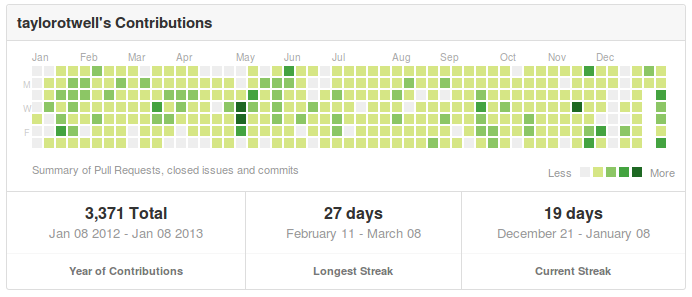 taylorotwell's Contributions
Jan Feb Mar Apr May Jun Jul Aug Sep Oct Nov Dec
M
W
F
Summary of Pull Requests, closed issues and commits
Less More
3,371 Total
Jan 08 2012 - Jan 08 2013
Year of Contributions
27 days
February 11 - March 08
Longest Streak
19 days
December 21 - January 08
Current Streak